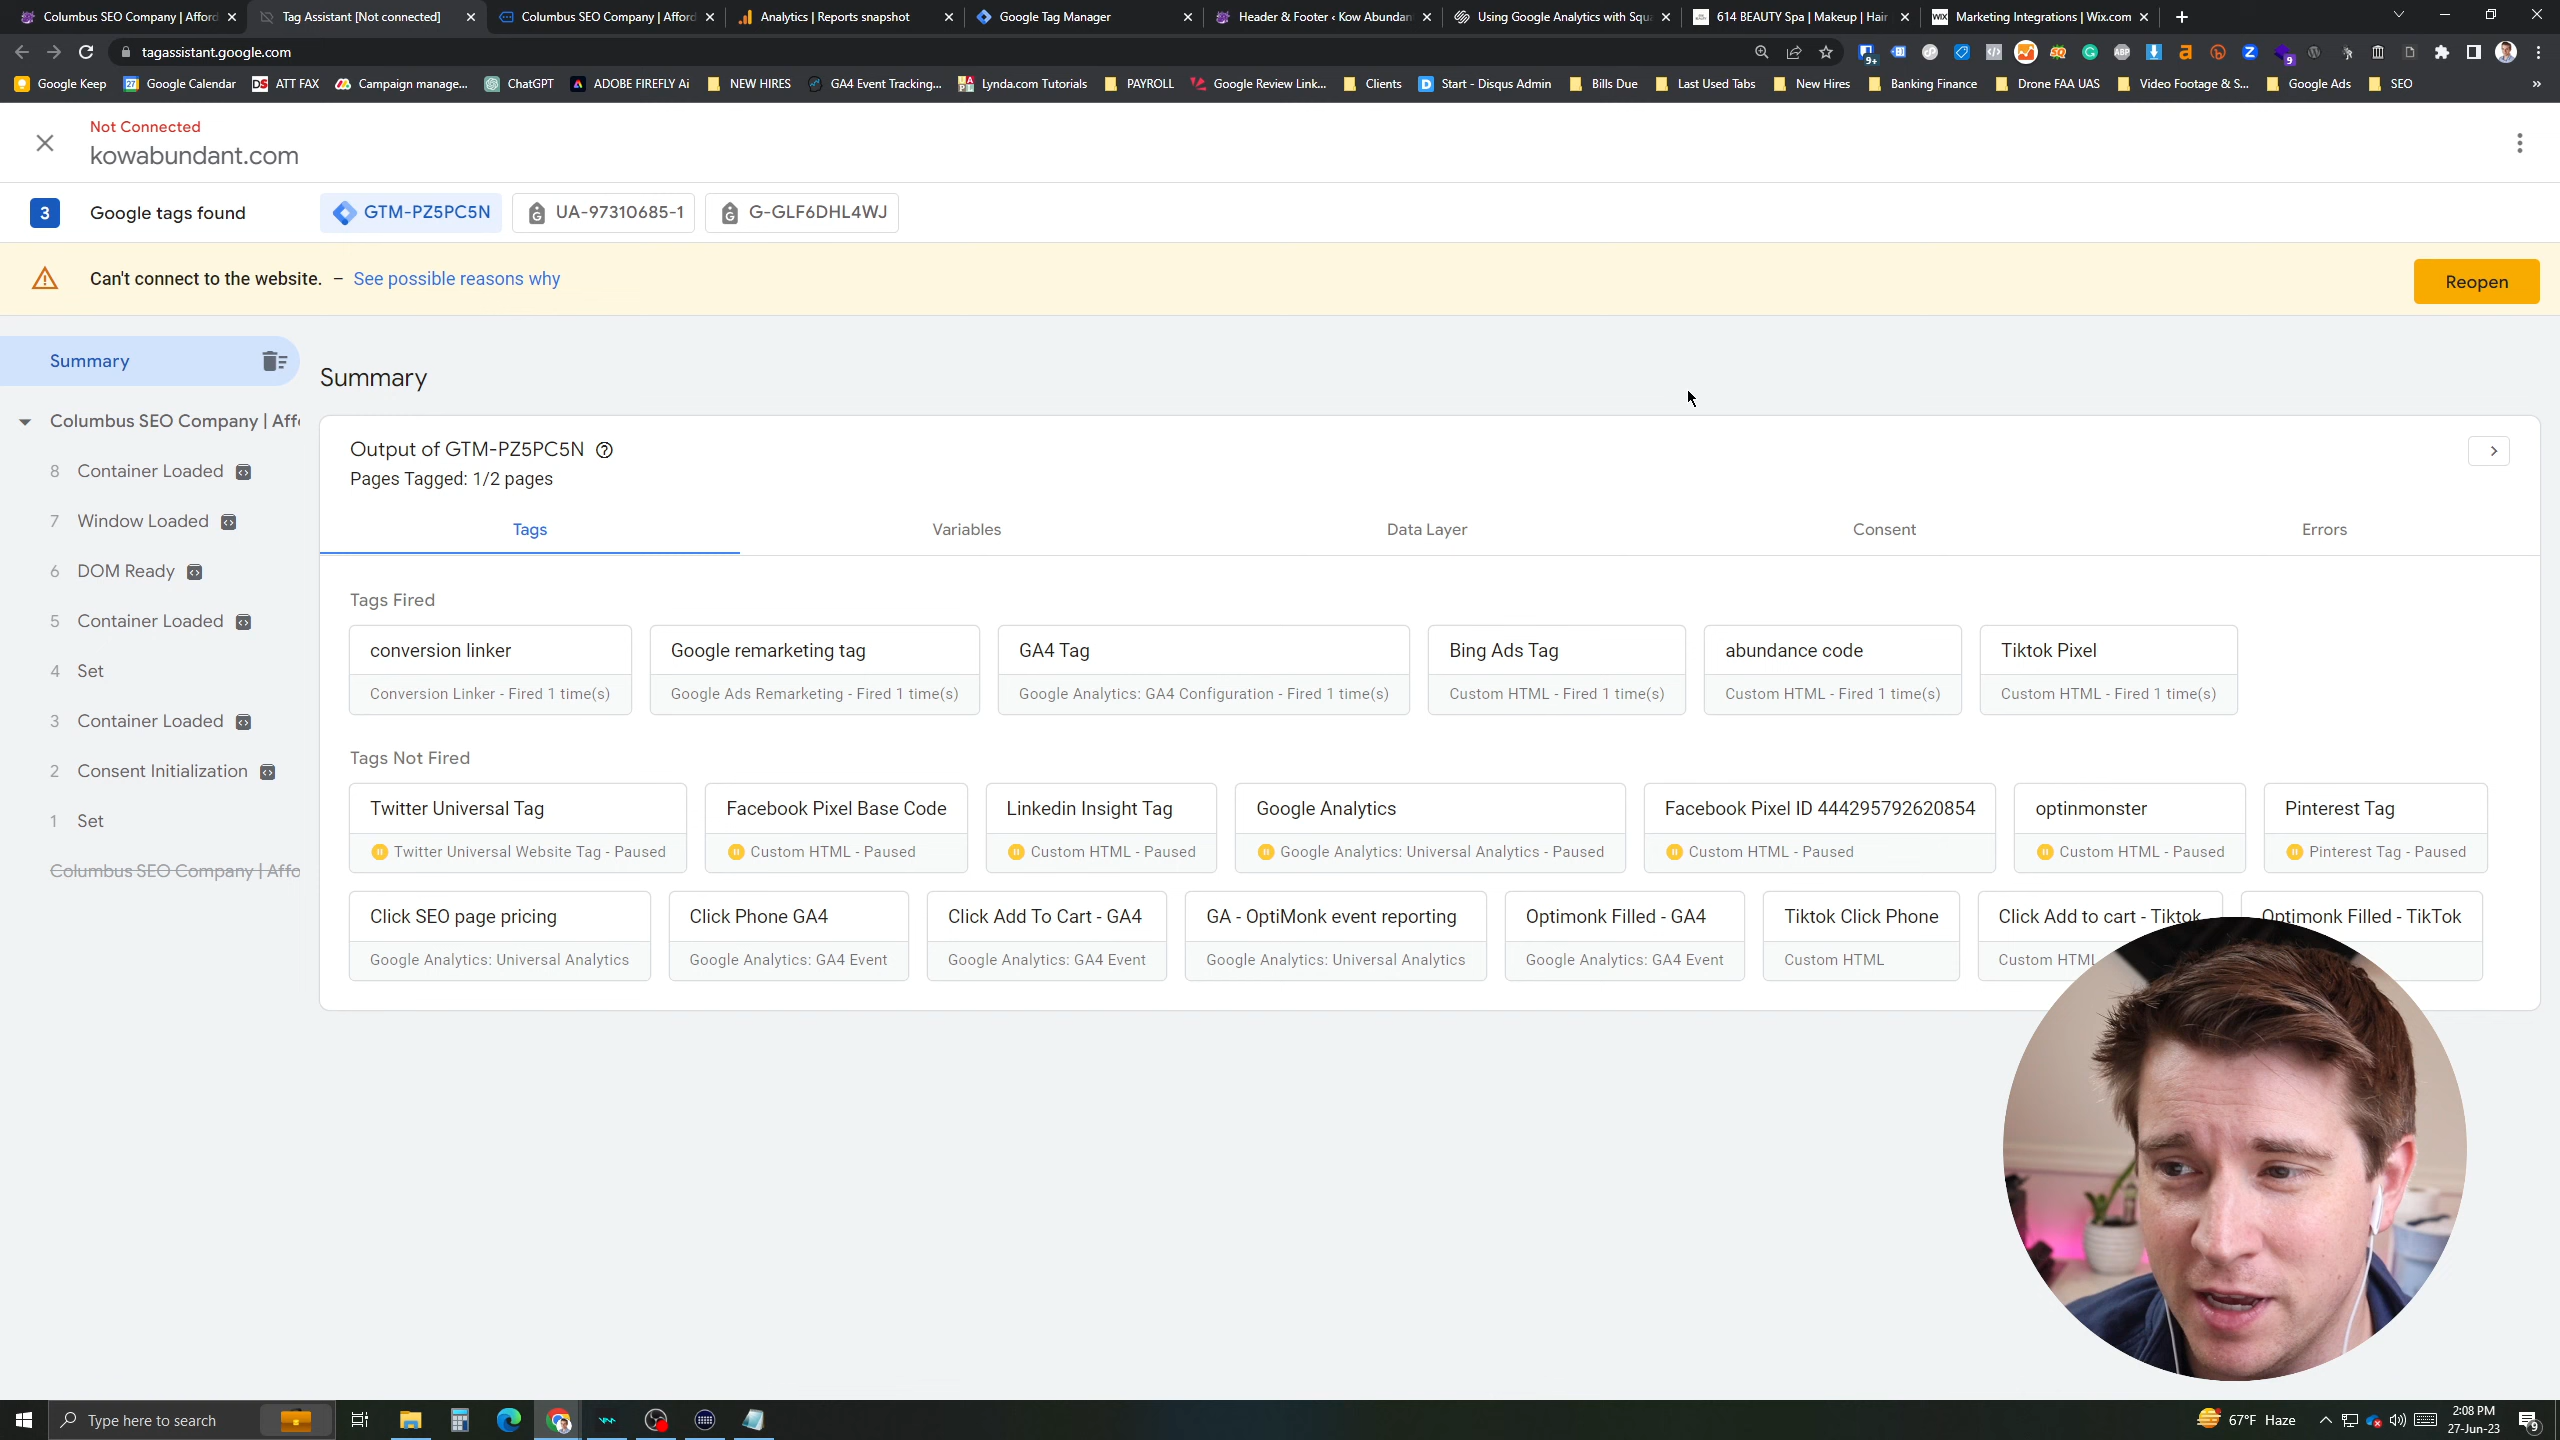 Columbus SEO Company | Afford
Tag Assistant [Not connected]
Columbus SEO Company | Afford
Analytics | Reports snapshot
Google Tag Manager
Header & Footer ‹ Kow Abundan
Using Google Analytics with Squ
614 BEAUTY Spa | Makeup | Hair
Marketing Integrations | Wix.com
tagassistant.google.com
Google Keep
Google Calendar
ATT FAX
Campaign manage...
ChatGPT
ADOBE FIREFLY Ai
NEW HIRES
GA4 Event Tracking...
Lynda.com Tutorials
PAYROLL
Google Review Link...
Clients
Start - Disqus Admin
Bills Due
Last Used Tabs
New Hires
Banking Finance
Drone FAA UAS
Video Footage & S...
Google Ads
SEO
Not Connected
kowabundant.com
3 Google tags found
GTM-PZ5PC5N
UA-97310685-1
G-GLF6DHL4WJ
Can't connect to the website. – See possible reasons why
Reopen
Summary
Columbus SEO Company | Affo
8 Container Loaded
7 Window Loaded
6 DOM Ready
5 Container Loaded
4 Set
3 Container Loaded
2 Consent Initialization
1 Set
Columbus SEO Company | Affo
Summary
Output of GTM-PZ5PC5N
Pages Tagged: 1/2 pages
Tags
Variables
Data Layer
Consent
Errors
Tags Fired
conversion linker
Conversion Linker - Fired 1 time(s)
Google remarketing tag
Google Ads Remarketing - Fired 1 time(s)
GA4 Tag
Google Analytics: GA4 Configuration - Fired 1 time(s)
Bing Ads Tag
Custom HTML - Fired 1 time(s)
abundance code
Custom HTML - Fired 1 time(s)
Tiktok Pixel
Custom HTML - Fired 1 time(s)
Tags Not Fired
Twitter Universal Tag
Twitter Universal Website Tag - Paused
Facebook Pixel Base Code
Custom HTML - Paused
Linkedin Insight Tag
Custom HTML - Paused
Google Analytics
Google Analytics: Universal Analytics - Paused
Facebook Pixel ID 444295792620854
Custom HTML - Paused
optinmonster
Custom HTML - Paused
Pinterest Tag
Pinterest Tag - Paused
Click SEO page pricing
Google Analytics: Universal Analytics
Click Phone GA4
Google Analytics: GA4 Event
Click Add To Cart - GA4
Google Analytics: GA4 Event
GA - OptiMonk event reporting
Google Analytics: Universal Analytics
Optimonk Filled - GA4
Google Analytics: GA4 Event
Tiktok Click Phone
Custom HTML
Click Add to cart - Tiktok
Custom HTML
Optimonk Filled - TikTok
Type here to search
67°F Haze
2:08 PM
27-Jun-23